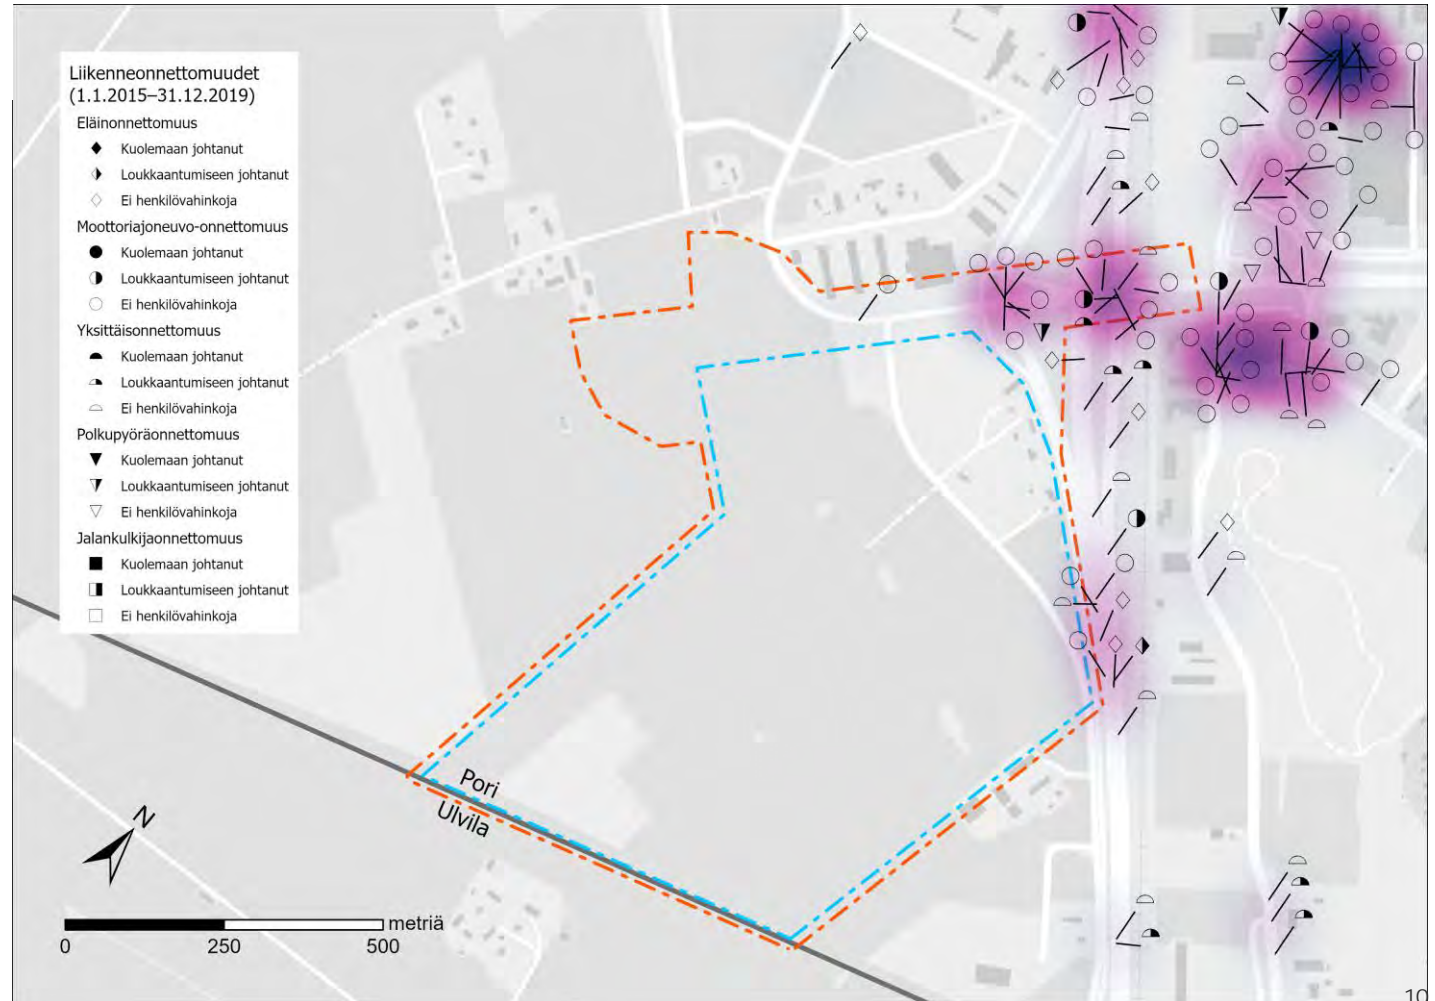 Liikenneonnettomuudet
(1.1.2015–31.12.2019)
Eläinonnettomuus
Kuolemaan johtanut
Loukkaantumiseen johtanut
Ei henkilövahinkoja
Moottoriajoneuvo-onnettomuus
Kuolemaan johtanut
Loukkaantumiseen johtanut
Ei henkilövahinkoja
Yksittäisonnettomuus
Kuolemaan johtanut
Loukkaantumiseen johtanut
Ei henkilövahinkoja
Polkupyöräonnettomuus
Kuolemaan johtanut
Loukkaantumiseen johtanut
Ei henkilövahinkoja
Jalankulkijaonnettomuus
Kuolemaan johtanut
Loukkaantumiseen johtanut
Ei henkilövahinkoja
Pori
Ulvila
N
metriä
0 250 500
10